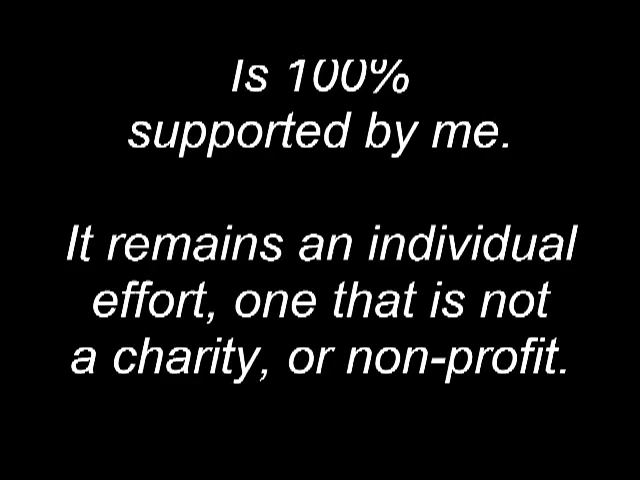 Is 100%
supported by me.
It remains an individual
effort, one that is not
a charity, or non-profit.